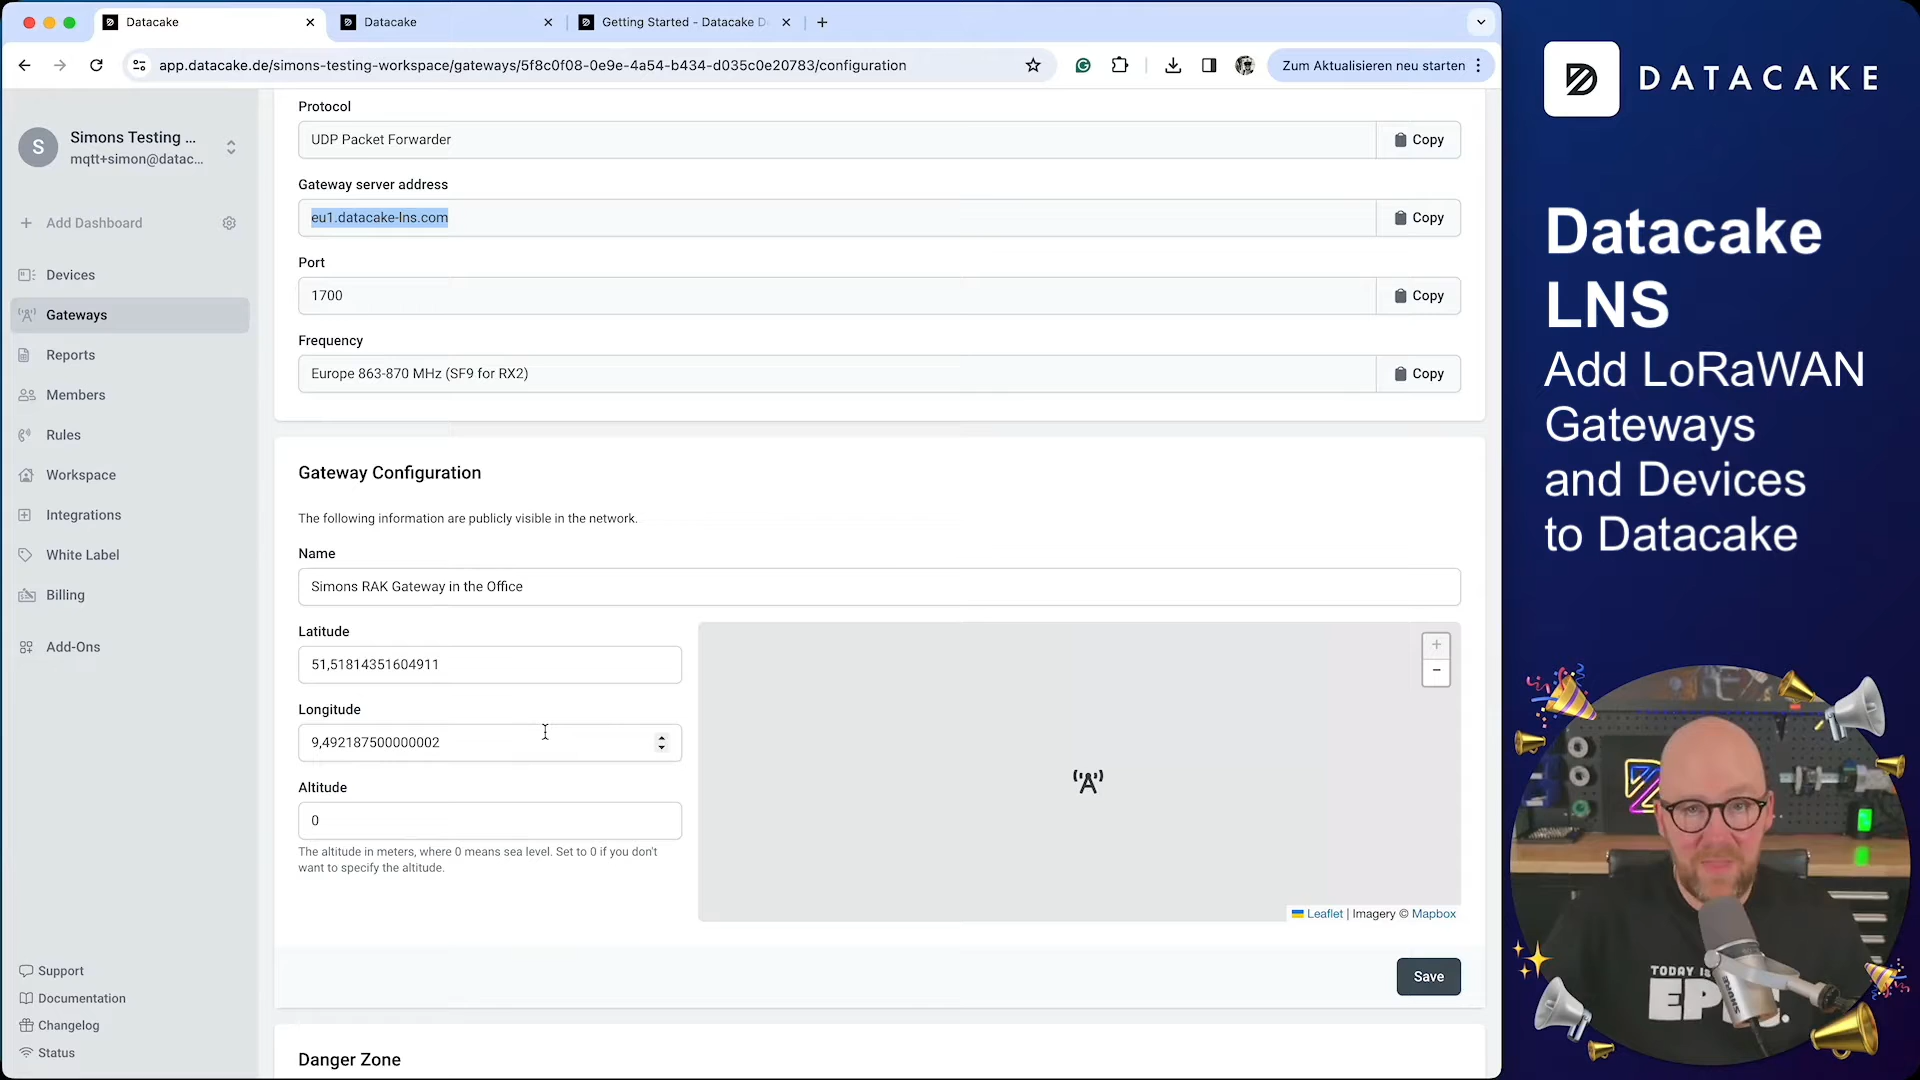 Datacake
Datacake
Getting Started - Datacake D
app.datacake.de/simons-testing-workspace/gateways/5f8c0f08-0e9e-4a54-b434-d035c0e20783/configuration
Zum Aktualisieren neu starten
S
Simons Testing ...
mqtt+simon@datac...
Add Dashboard
Devices
Gateways
Reports
Members
Rules
Workspace
Integrations
White Label
Billing
Add-Ons
Support
Documentation
Changelog
Status
Protocol
UDP Packet Forwarder
Copy
Gateway server address
eu1.datacake-lns.com
Copy
Port
1700
Copy
Frequency
Europe 863-870 MHz (SF9 for RX2)
Copy
Gateway Configuration
The following information are publicly visible in the network.
Name
Simons RAK Gateway in the Office
Latitude
51,51814351604911
Longitude
9,492187500000002
Altitude
0
The altitude in meters, where 0 means sea level. Set to 0 if you don't
want to specify the altitude.
+
−
Leaflet | Imagery © Mapbox
Save
Danger Zone
DATACAKE
Datacake
LNS
Add LoRaWAN
Gateways
and Devices
to Datacake
TODAY IS